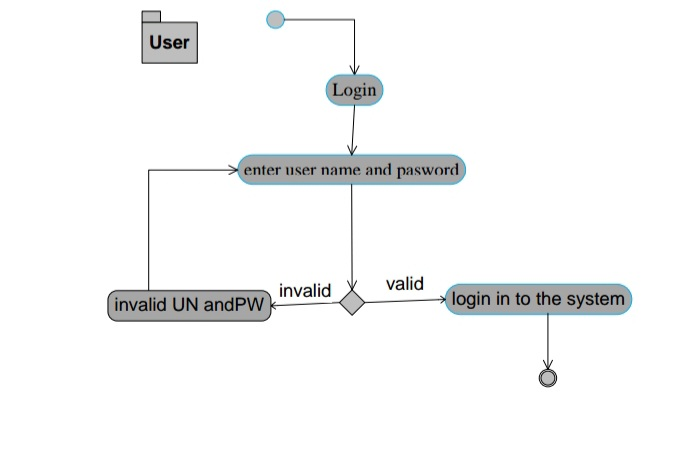 User
Login
enter user name and pasword
invalid
valid
invalid UN andPW
login in to the system